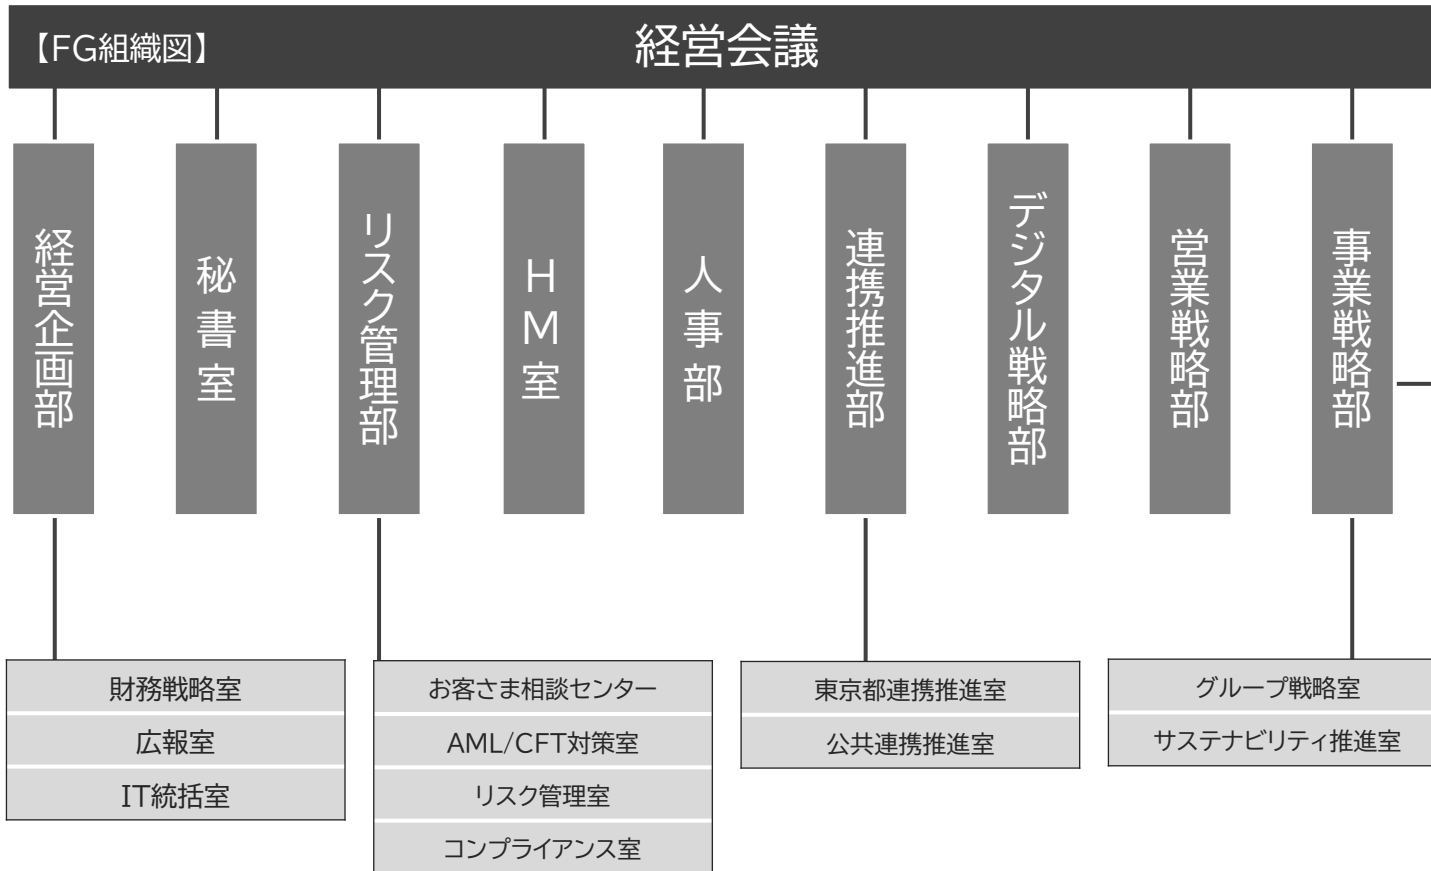 【FG組織図】
経営会議
経営企画部
秘書室
リスク管理部
HM室
人事部
連携推進部
デジタル戦略部
営業戦略部
事業戦略部
財務戦略室
広報室
IT統括室
お客さま相談センター
AML/CFT対策室
リスク管理室
コンプライアンス室
東京都連携推進室
公共連携推進室
グループ戦略室
サステナビリティ推進室